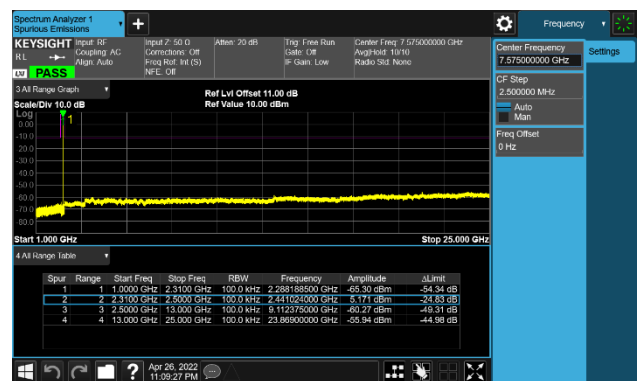 Spectrum Analyzer 1
Spurious Emissions
Frequency
KEYSIGHT
Input: RF
Coupling: AC
Align: Auto
Input Z: 50 Ω
Corrections: Off
Freq Ref: Int (S)
NFE: Off
Atten: 20 dB
Trig: Free Run
Gate: Off
IF Gain: Low
Center Freq: 7.575000000 GHz
Avg|Hold: 10/10
Radio Std: None
R L
LW PASS
Center Frequency
7.575000000 GHz
Settings
CF Step
2.500000 MHz
Auto
Man
Freq Offset
0 Hz
3 All Range Graph
Scale/Div 10.0 dB
Ref Lvl Offset 11.00 dB
Ref Value 10.00 dBm
Log
1
0.00
-10.0
-20.0
-30.0
-40.0
-50.0
-60.0
-70.0
-80.0
Start 1.000 GHz
Stop 25.000 GHz
4 All Range Table
Spur Range Start Freq Stop Freq RBW Frequency Amplitude ΔLimit
1 1 1.0000 GHz 2.3100 GHz 100.0 kHz 2.288188500 GHz -65.30 dBm -54.34 dB
2 2 2.3100 GHz 2.5000 GHz 100.0 kHz 2.441024000 GHz 5.171 dBm -24.83 dB
3 3 2.5000 GHz 13.000 GHz 100.0 kHz 9.112375000 GHz -60.27 dBm -49.31 dB
4 4 13.000 GHz 25.000 GHz 100.0 kHz 23.86900000 GHz -55.94 dBm -44.98 dB
?
Apr 26, 2022
11:09:27 PM